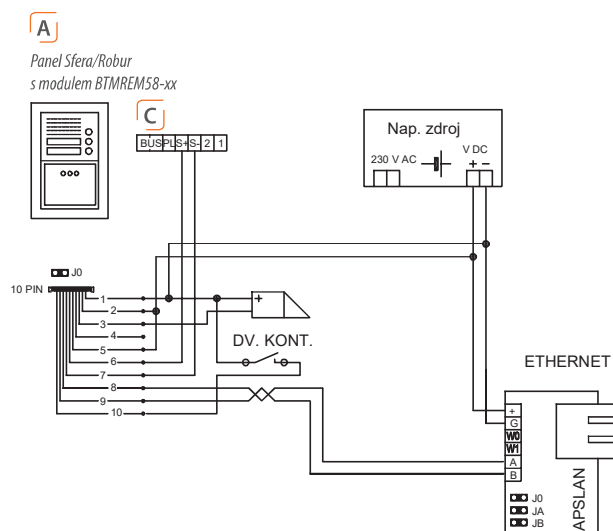 A
Panel Sfera/Robur
s modulem BTMREM58-xx
C
BUS PL S+ S- 2 1
Nap. zdroj
230 V AC
V DC
+ −
J0
10 PIN
1
2
3
4
5
6
7
8
9
10
+
DV. KONT.
ETHERNET
+
G
W0
W1
A
B
J0
JA
JB
APSLAN